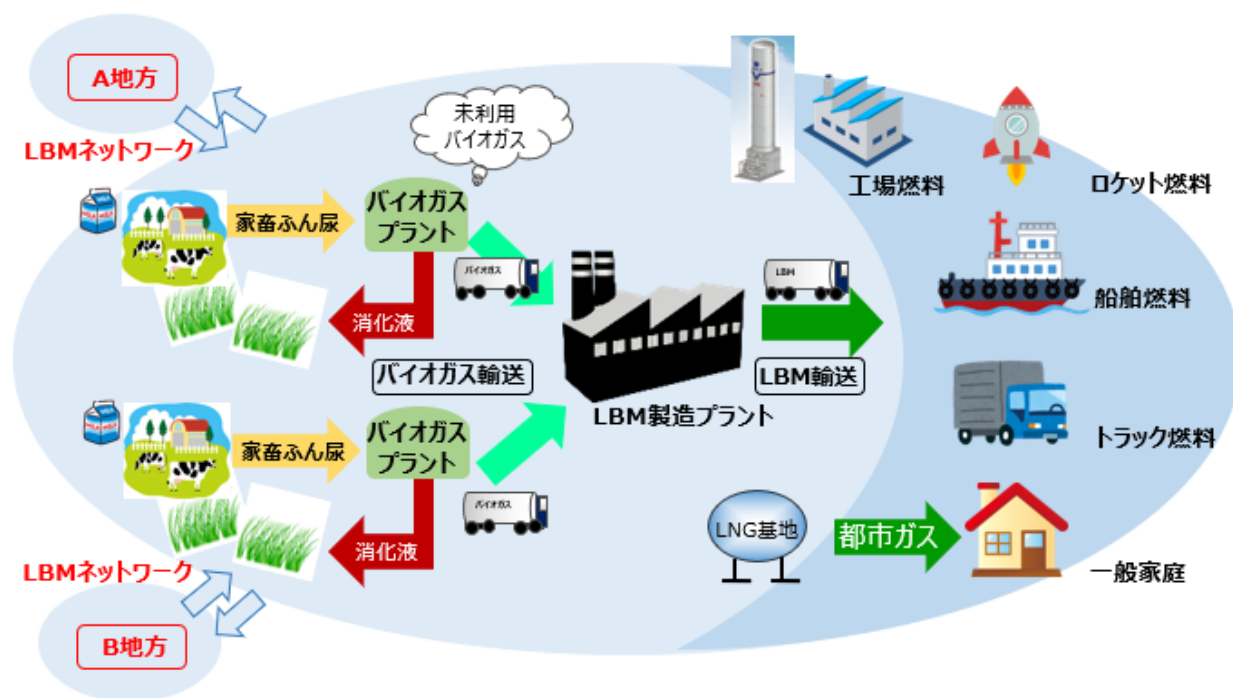 A地方
LBMネットワーク
未利用
バイオガス
家畜ふん尿
バイオガス
プラント
バイオガス
消化液
バイオガス輸送
LBM製造プラント
LBM
LBM輸送
工場燃料
ロケット燃料
船舶燃料
トラック燃料
家畜ふん尿
バイオガス
プラント
バイオガス
消化液
LNG基地
都市ガス
一般家庭
LBMネットワーク
B地方